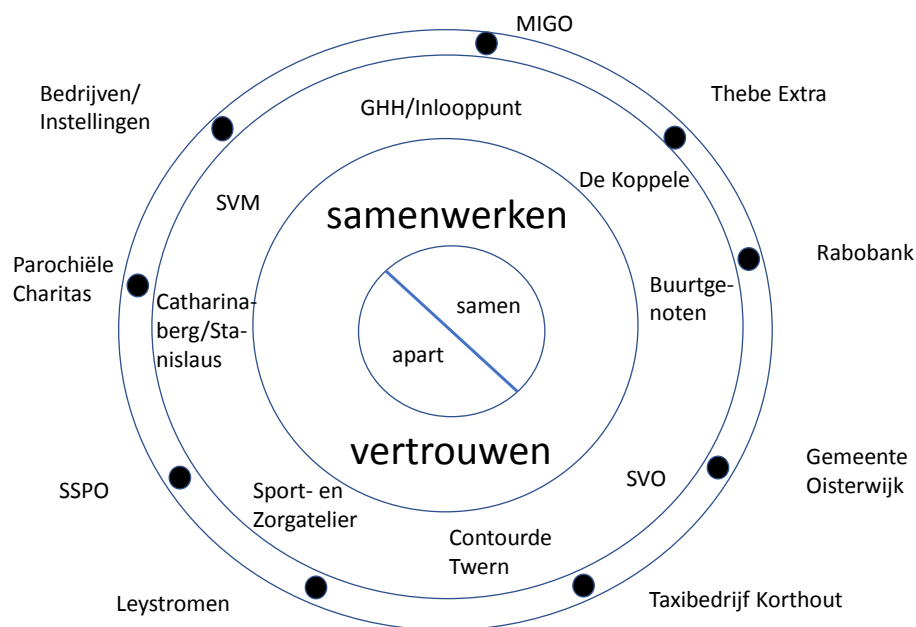 MIGO
Bedrijven/
Instellingen
GHH/Inlooppunt
Thebe Extra
De Koppele
SVM
samenwerken
Rabobank
Parochiële
Charitas
Catharina-
berg/Sta-
nislaus
Buurtge-
noten
samen
apart
vertrouwen
Gemeente
Oisterwijk
SVO
SSPO
Sport- en
Zorgatelier
Contourde
Twern
Leystromen
Taxibedrijf Korthout